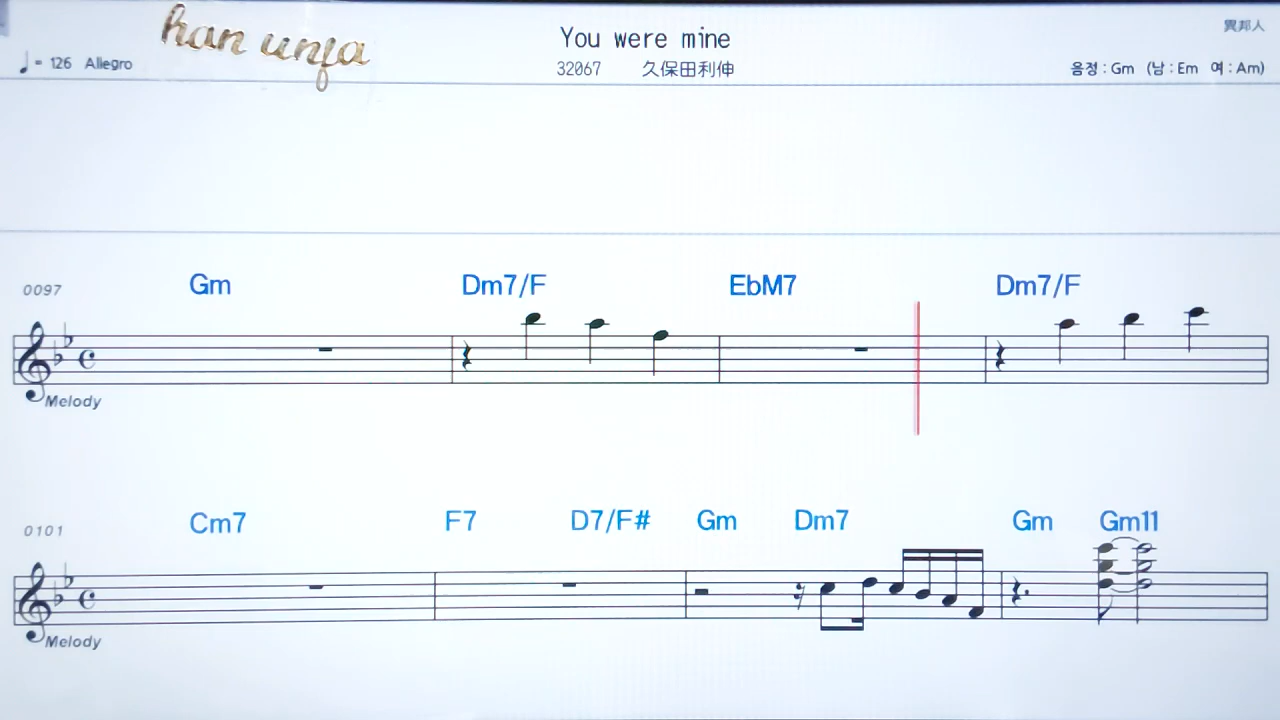 han unfa
You were mine
異邦人
♩= 126 Allegro
32067 久保田利伸
음정 : Gm (남 : Em 여 : Am)
0097 Gm Dm7/F EbM7 Dm7/F
Melody
0101 Cm7 F7 D7/F# Gm Dm7 Gm Gm11
Melody